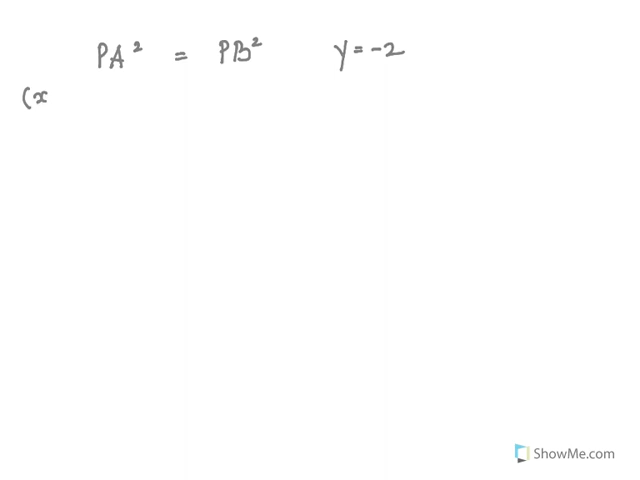 PA² = PB² y = -2
(x
ShowMe.com